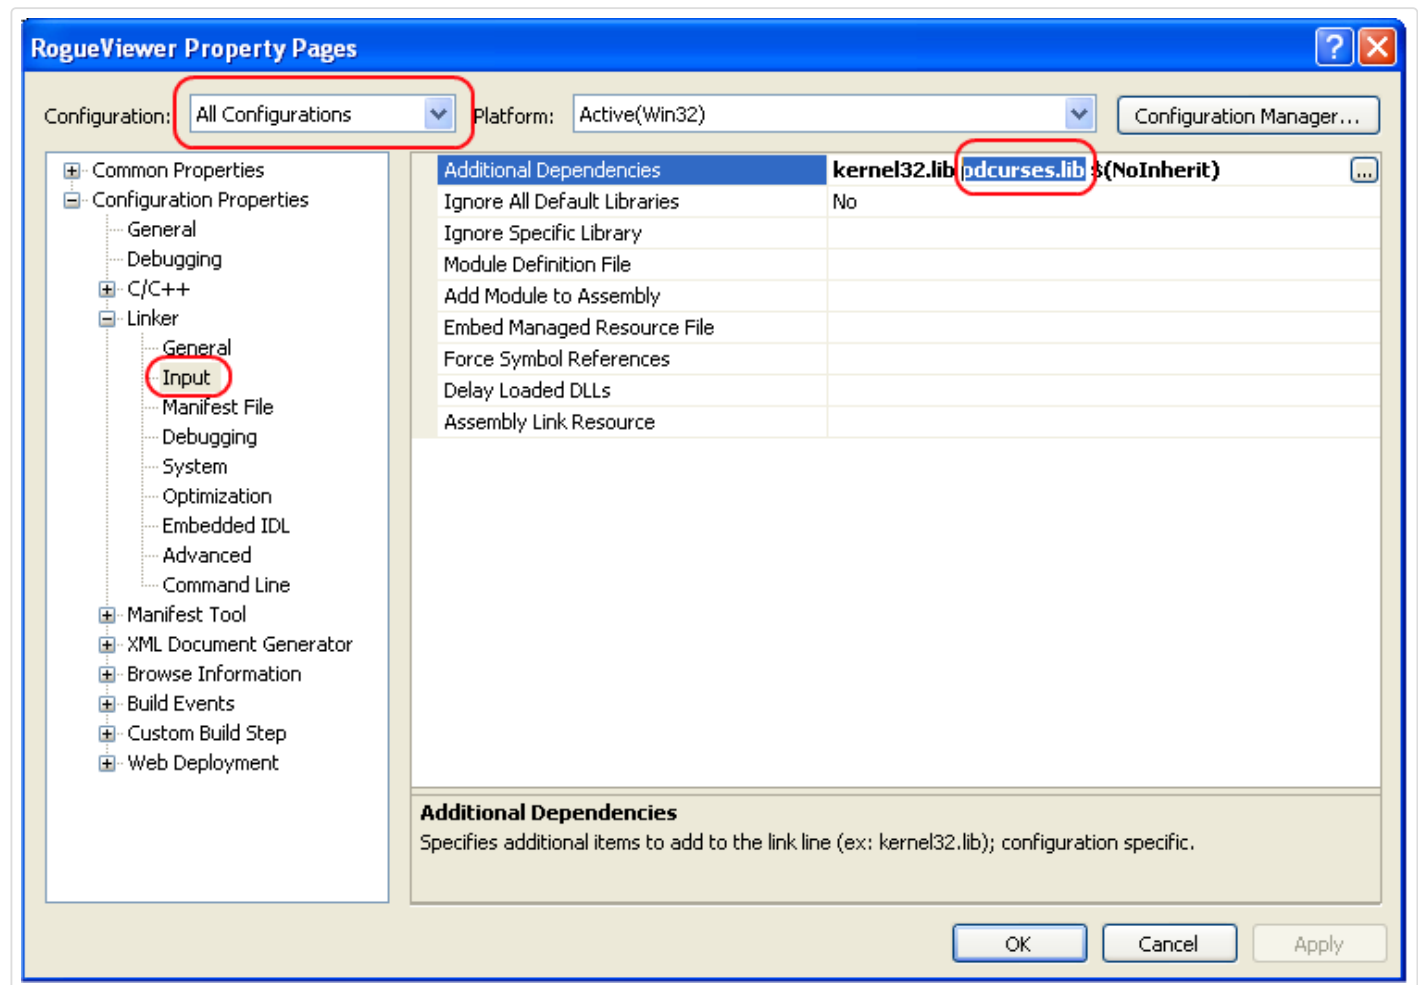 RogueViewer Property Pages
Configuration: All Configurations Platform: Active(Win32) Configuration Manager...
Common Properties
Configuration Properties
General
Debugging
C/C++
Linker
General
Input
Manifest File
Debugging
System
Optimization
Embedded IDL
Advanced
Command Line
Manifest Tool
XML Document Generator
Browse Information
Build Events
Custom Build Step
Web Deployment
Additional Dependencies kernel32.lib pdcurses.lib $(NoInherit) ...
Ignore All Default Libraries No
Ignore Specific Library
Module Definition File
Add Module to Assembly
Embed Managed Resource File
Force Symbol References
Delay Loaded DLLs
Assembly Link Resource
Additional Dependencies
Specifies additional items to add to the link line (ex: kernel32.lib); configuration specific.
OK Cancel Apply